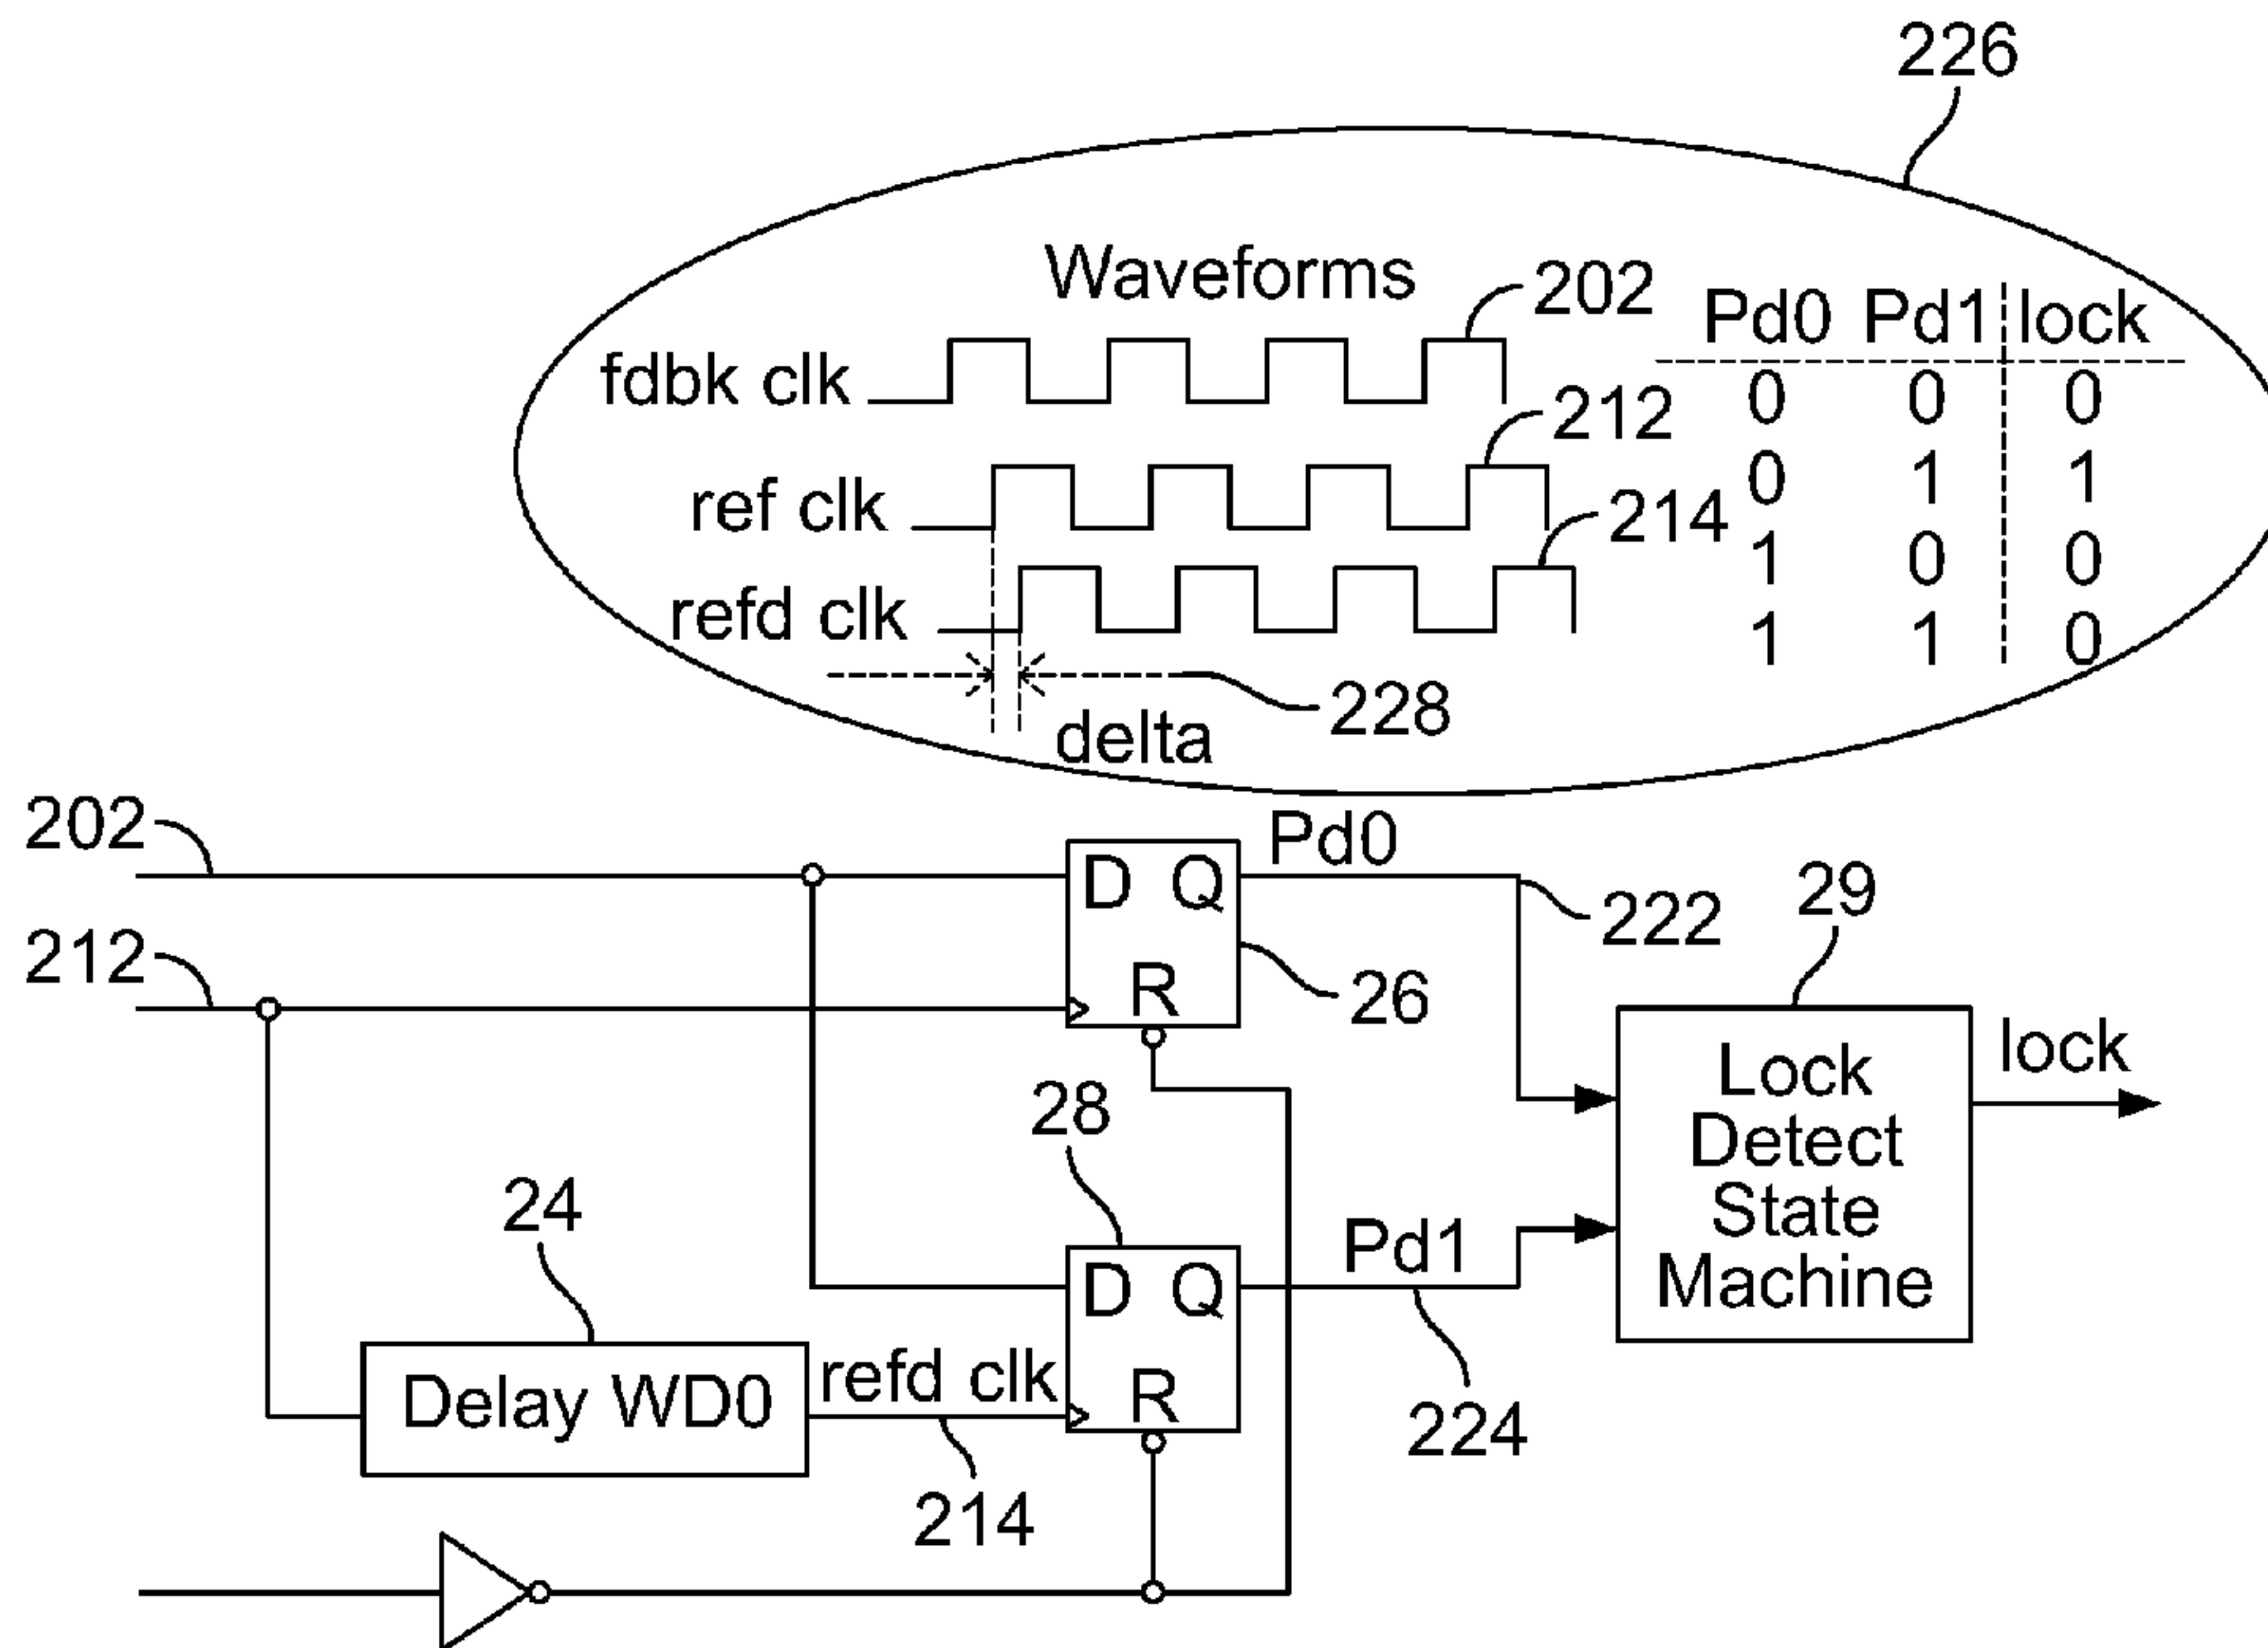 226
Waveforms
202
Pd0 Pd1 lock
fdbk clk
0 0 0
212
0 1 1
ref clk
214
1 0 0
refd clk
1 1 0
228
delta
202
Pd0
D Q
222
29
212
R
26
Lock
Detect
State
Machine
lock
28
24
Pd1
D Q
Delay WD0
refd clk
R
224
214